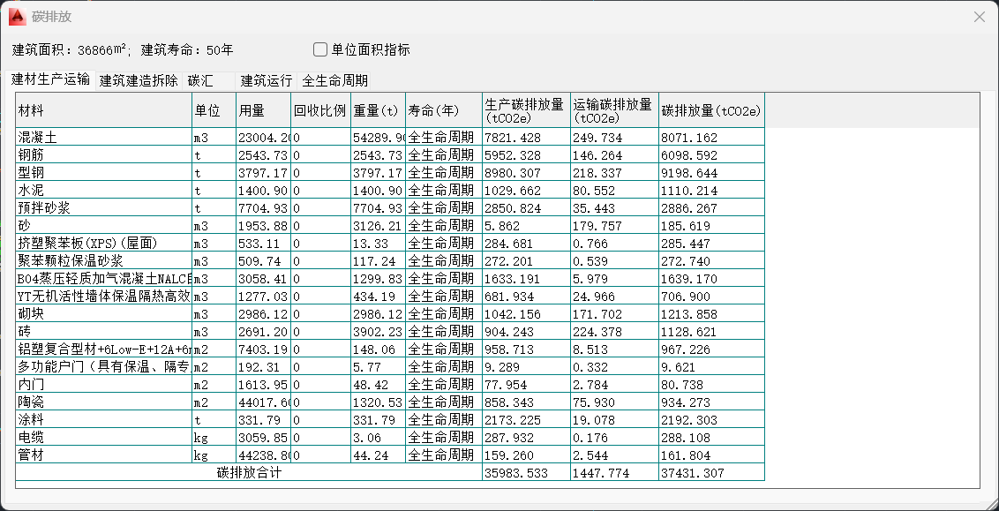 碳排放
建筑面积: 36866m²; 建筑寿命: 50年 单位面积指标
建材生产运输 建筑建造拆除 碳汇 建筑运行 全生命周期
材料 单位 用量 回收比例 重量(t) 寿命(年) 生产碳排放量(tCO2e) 运输碳排放量(tCO2e) 碳排放量(tCO2e)
混凝土 m3 23004.20 0 54289.90 全生命周期 7821.428 249.734 8071.162
钢筋 t 2543.73 0 2543.73 全生命周期 5952.328 146.264 6098.592
型钢 t 3797.17 0 3797.17 全生命周期 8980.307 218.337 9198.644
水泥 t 1400.90 0 1400.90 全生命周期 1029.662 80.552 1110.214
预拌砂浆 t 7704.93 0 7704.93 全生命周期 2850.824 35.443 2886.267
砂 m3 1953.88 0 3126.21 全生命周期 5.862 179.757 185.619
挤塑聚苯板(XPS)(屋面) m3 533.11 0 13.33 全生命周期 284.681 0.766 285.447
聚苯颗粒保温砂浆 m3 509.74 0 117.24 全生命周期 272.201 0.539 272.740
B04蒸压轻质加气混凝土NALC m3 3058.41 0 1299.83 全生命周期 1633.191 5.979 1639.170
YT无机活性墙体保温隔热高效 m3 1277.03 0 434.19 全生命周期 681.934 24.966 706.900
砌块 m3 2986.12 0 2986.12 全生命周期 1042.156 171.702 1213.858
砖 m3 2691.20 0 3902.23 全生命周期 904.243 224.378 1128.621
铝塑复合型材+6Low-E+12A+6 m2 7403.19 0 148.06 全生命周期 958.713 8.513 967.226
多功能户门（具有保温、隔专 m2 192.31 0 5.77 全生命周期 9.289 0.332 9.621
内门 m2 1613.95 0 48.42 全生命周期 77.954 2.784 80.738
陶瓷 m2 44017.60 0 1320.53 全生命周期 858.343 75.930 934.273
涂料 t 331.79 0 331.79 全生命周期 2173.225 19.078 2192.303
电缆 kg 3059.85 0 3.06 全生命周期 287.932 0.176 288.108
管材 kg 44238.80 0 44.24 全生命周期 159.260 2.544 161.804
碳排放合计 35983.533 1447.774 37431.307